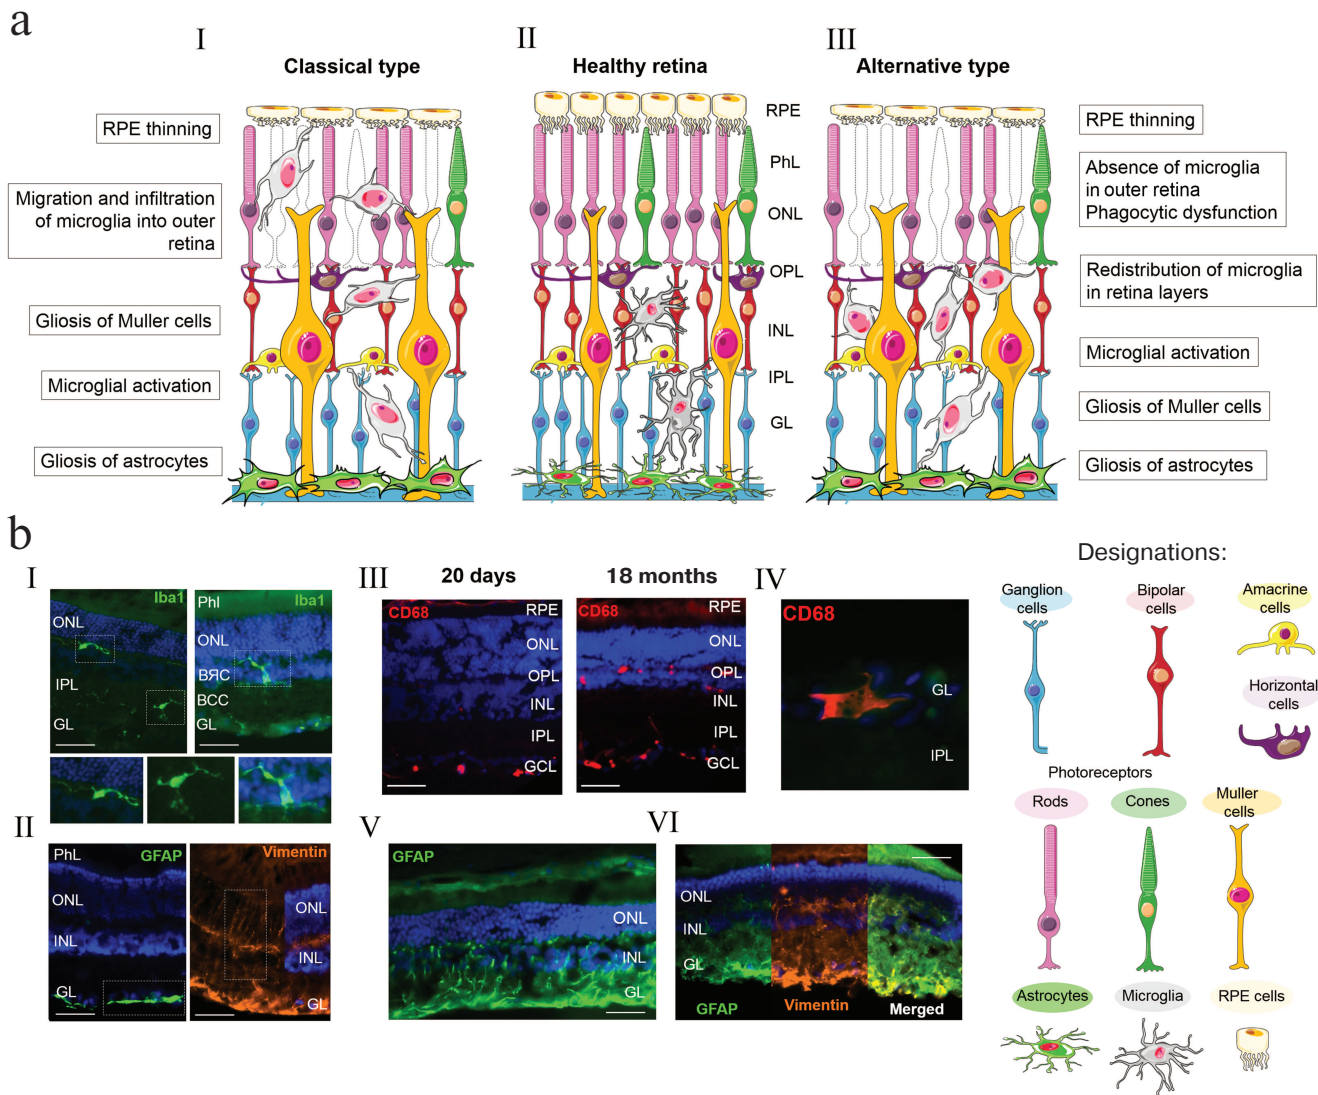 a
I
II
III
Classical type
Healthy retina
Alternative type
RPE thinning
Migration and infiltration
of microglia into outer
retina
Gliosis of Muller cells
Microglial activation
Gliosis of astrocytes
RPE
PhL
ONL
OPL
INL
IPL
GL
RPE thinning
Absence of microglia
in outer retina
Phagocytic dysfunction
Redistribution of microglia
in retina layers
Microglial activation
Gliosis of Muller cells
Gliosis of astrocytes
b
I
Iba1
ONL
IPL
GL
Phl
Iba1
ONL
ВЯС
ВСС
GL
II
PhL
GFAP
ONL
INL
GL
Vimentin
ONL
INL
GL
III
20 days
18 months
CD68
RPE
ONL
OPL
INL
IPL
GCL
CD68
RPE
ONL
OPL
INL
IPL
GCL
IV
CD68
GL
IPL
V
GFAP
ONL
INL
GL
VI
ONL
INL
GL
GFAP
Vimentin
Merged
Designations:
Ganglion
cells
Bipolar
cells
Amacrine
cells
Horizontal
cells
Photoreceptors
Rods
Cones
Muller
cells
Astrocytes
Microglia
RPE cells